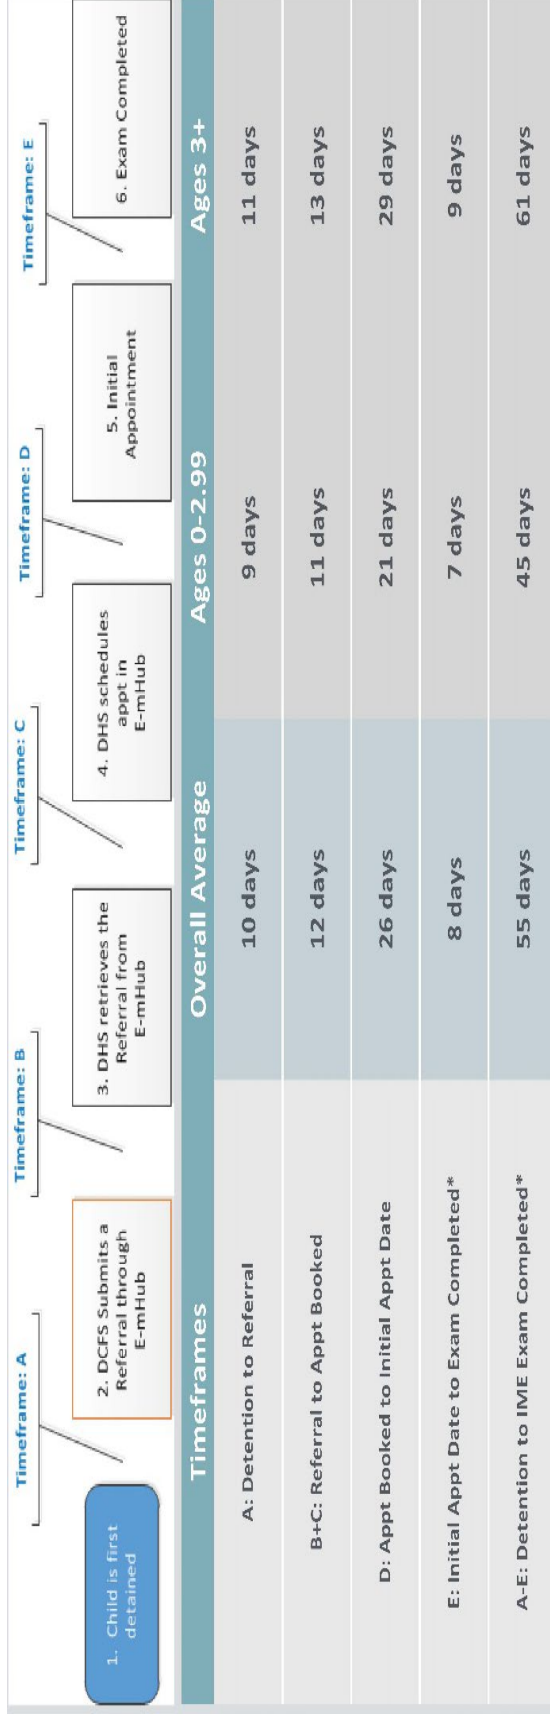 Timeframe: A
Timeframe: B
Timeframe: C
Timeframe: D
Timeframe: E
1. Child is first
detained
2. DCFS Submits a
Referral through
E-mHub
3. DHS retrieves the
Referral from
E-mHub
4. DHS schedules
appt in
E-mHub
5. Initial
Appointment
6. Exam Completed
Timeframes Overall Average Ages 0-2.99 Ages 3+
A: Detention to Referral 10 days 9 days 11 days
B+C: Referral to Appt Booked 12 days 11 days 13 days
D: Appt Booked to Initial Appt Date 26 days 21 days 29 days
E: Initial Appt Date to Exam Completed* 8 days 7 days 9 days
A-E: Detention to IME Exam Completed* 55 days 45 days 61 days